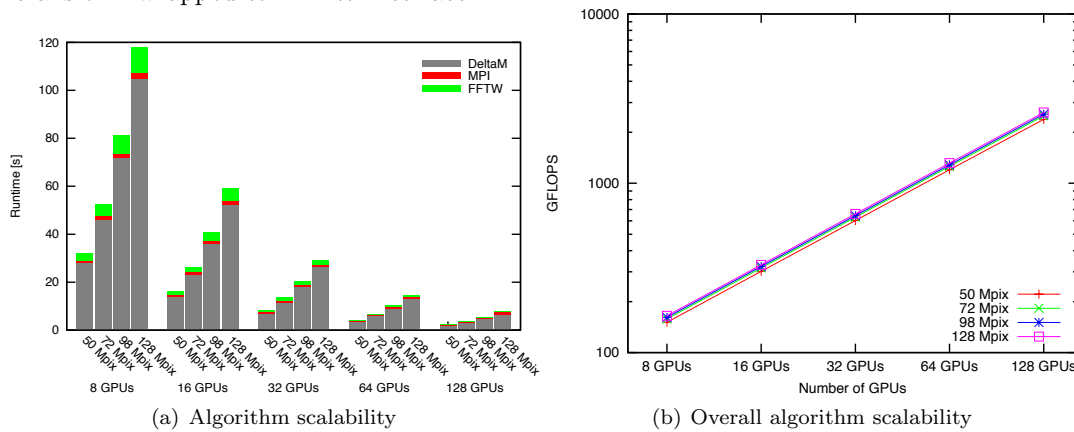 120
100
80
60
40
20
0
Runtime [s]
DeltaM
MPI
FFTW
50 Mpix
72 Mpix
98 Mpix
128 Mpix
50 Mpix
72 Mpix
98 Mpix
128 Mpix
50 Mpix
72 Mpix
98 Mpix
128 Mpix
50 Mpix
72 Mpix
98 Mpix
128 Mpix
50 Mpix
72 Mpix
98 Mpix
128 Mpix
8 GPUs 16 GPUs 32 GPUs 64 GPUs 128 GPUs
(a) Algorithm scalability
10000
1000
100
GFLOPS
50 Mpix
72 Mpix
98 Mpix
128 Mpix
8 GPUs 16 GPUs 32 GPUs 64 GPUs 128 GPUs
Number of GPUs
(b) Overall algorithm scalability